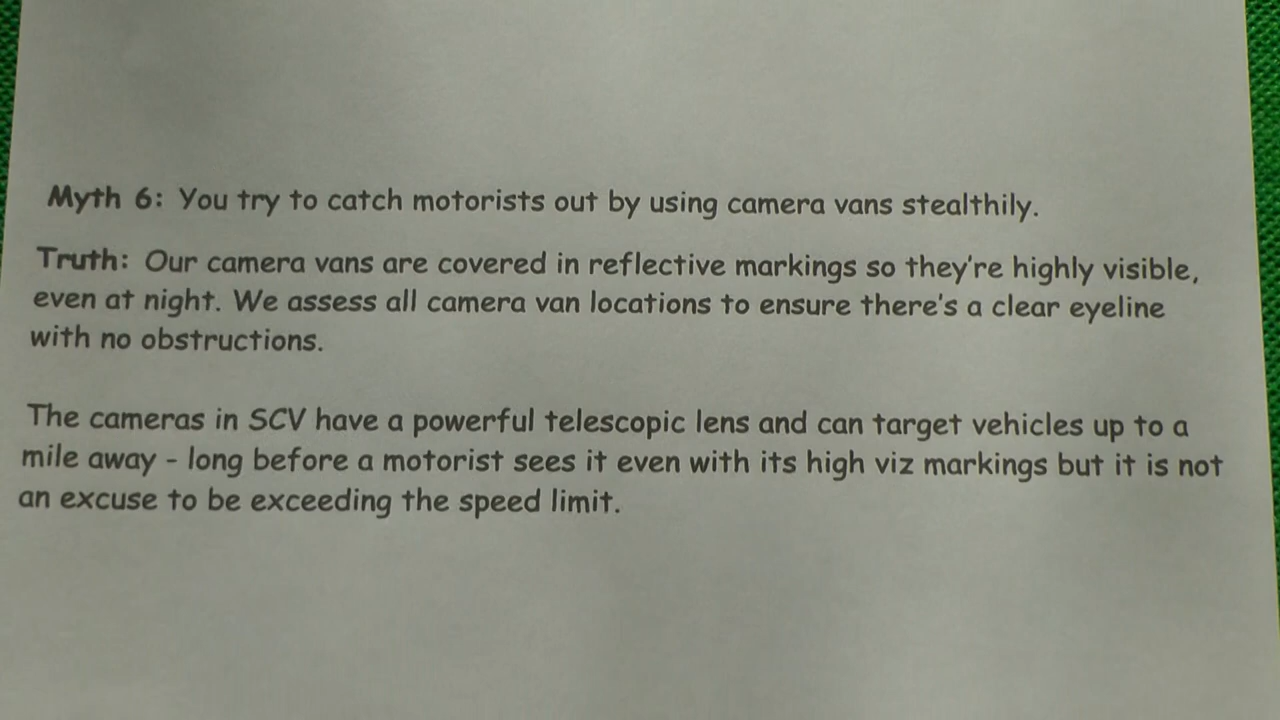 Myth 6: You try to catch motorists out by using camera vans stealthily.
Truth: Our camera vans are covered in reflective markings so they're highly visible,
even at night. We assess all camera van locations to ensure there's a clear eyeline
with no obstructions.
The cameras in SCV have a powerful telescopic lens and can target vehicles up to a
mile away - long before a motorist sees it even with its high viz markings but it is not
an excuse to be exceeding the speed limit.